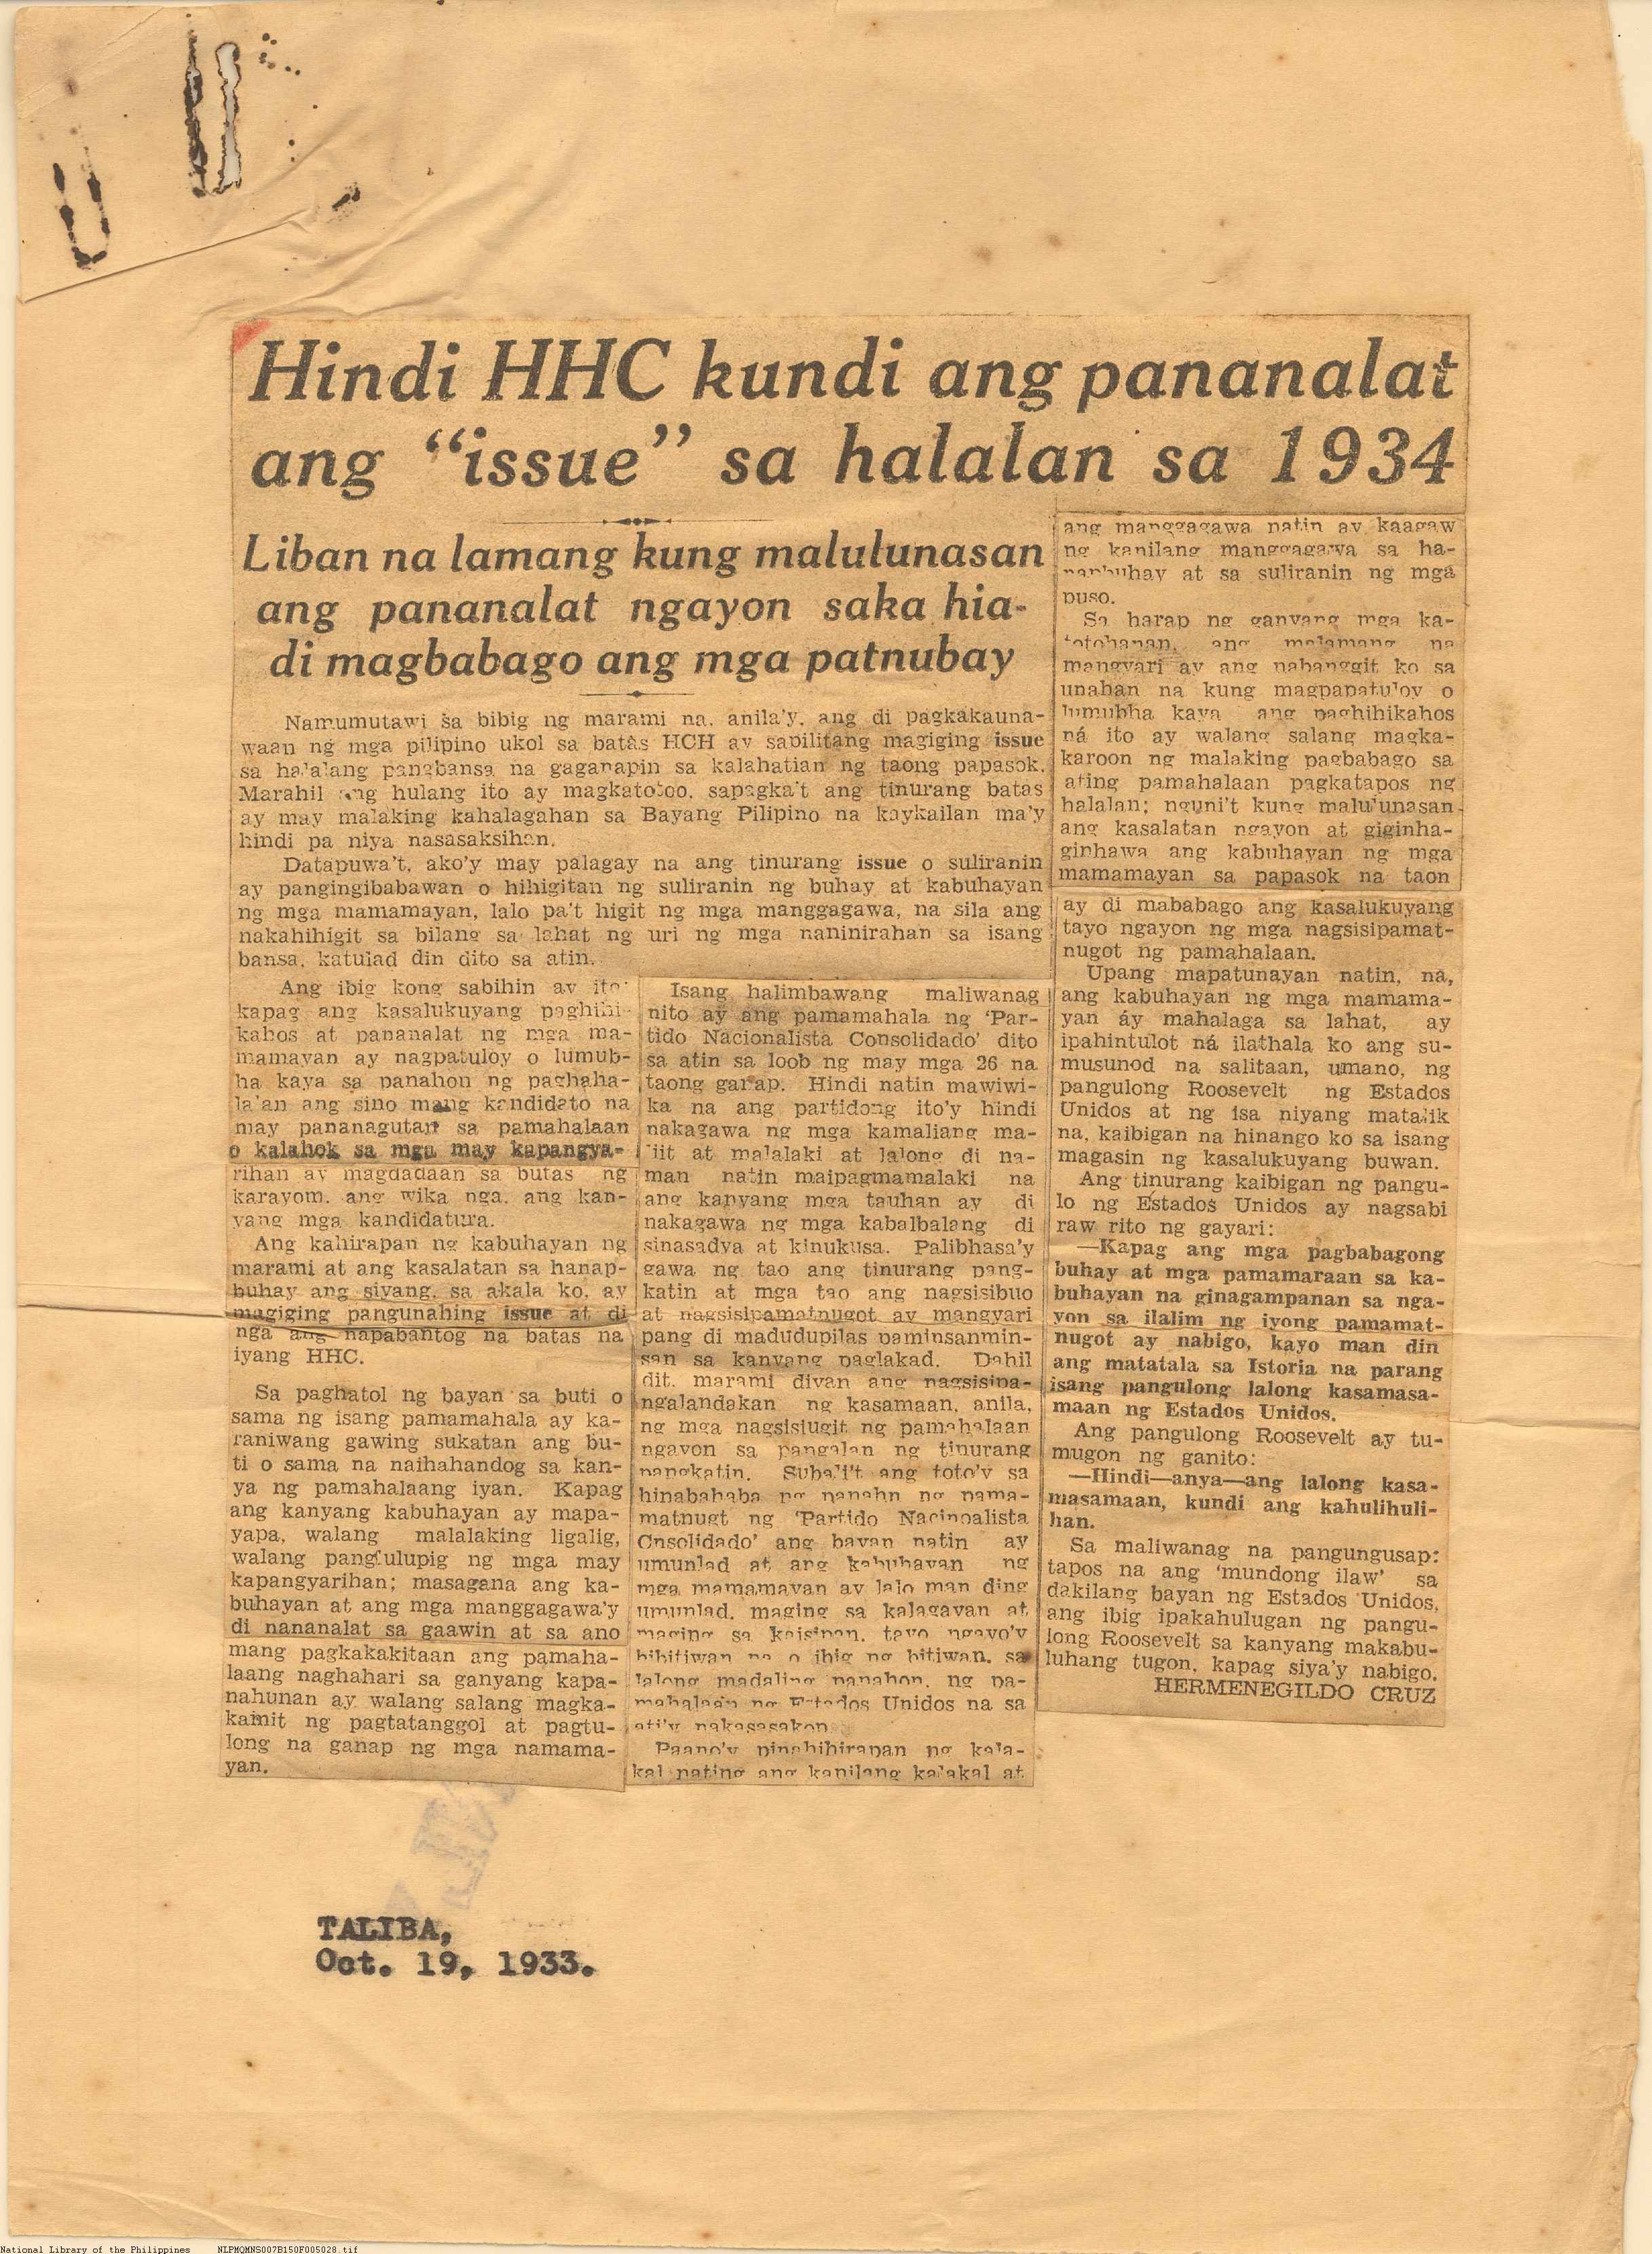 Hindi HHC kundi ang pananalat
ang “issue” sa halalan sa 1934
Liban na lamang kung malulunasan
ang pananalat ngayon saka hia-
di magbabago ang mga patnubay
Namumutawi sa bibig ng marami na, anila'y, ang di pagkakauna-
waan ng mga pilipino ukol sa batás HCH ay sapilitang magiging issue
sa halalang pangbansa na gaganapin sa kalahatian ng taong papasok.
Marahil ang hulang ito ay magkatotoo, sapagka't ang tinurang batas
ay may malaking kahalagahan sa Bayang Pilipino na kaykailan ma'y
hindi pa niya nasasaksihan.
Datapuwa't, ako'y may palagay na ang tinurang issue o suliranin
ay pangingibabawan o hihigitan ng suliranin ng buhay at kabuhayan
ng mga mamamayan, lalo pa't higit ng mga manggagawa, na sila ang
nakahihigit sa bilang sa lahat ng uri ng mga naninirahan sa isang
bansa, katulad din dito sa atin.
Ang ibig kong sabihin ay ito:
kapag ang kasalukuyang paghihi-
kahos at pananalat ng mga ma-
mamayan ay nagpatuloy o lumub-
ha kaya sa panahon ng paghaha-
lalan ang sino mang kandidato na
may pananagutan sa pamahalaan
o kalahok sa mga may kapangya-
rihan ay magdadaan sa butas ng
karayom, ang wika nga, ang kan-
yang mga kandidatura.
Ang kahirapan ng kabuhayan ng
marami at ang kasalatan sa hanap-
buhay ang siyang, sa akala ko, ay
magiging pangunahing issue at di
nga ang napabantog na batas na
iyang HHC.
Sa paghatol ng bayan sa buti o
sama ng isang pamamahala ay ka-
raniwang gawing sukatan ang bu-
ti o sama na naihahandog sa kan-
ya ng pamahalaang iyan. Kapag
ang kanyang kabuhayan ay mapa-
yapa, walang malalaking ligalig,
walang panglulupig ng mga may
kapangyarihan; masagana ang ka-
buhayan at ang mga manggagawa'y
di nananalat sa gaawin at sa ano
mang pagkakakitaan ang pamaha-
laang naghahari sa ganyang kapa-
nahunan ay walang salang magka-
kamit ng pagtatanggol at pagtu-
long na ganap ng mga namama-
yan.
Isang halimbawang maliwanag
nito ay ang pamamahala ng ‘Par-
tido Nacionalista Consolidado’ dito
sa atin sa loob ng may mga 26 na
taong garap. Hindi natin mawiwi-
ka na ang partidong ito'y hindi
nakagawa ng mga kamaliang ma-
liit at malalaki at lalong di na-
man natin maipagmamalaki na
ang kanyang mga tauhan ay di
nakagawa ng mga kabalbalang di
sinasadya at kinukusa. Palibhasa'y
gawa ng tao ang tinurang pang-
katin at mga tao ang nagsisibuo
at nagsisipamatnugot ay mangyari
pang di madudupilas paminsanmin-
san sa kanyang paglakad. Dahil
dit, marami diyan ang nagsisipa-
ngalandakan ng kasamaan, anila,
ng mga nagsisiugit ng pamahalaan
ngayon sa pangalan ng tinurang
pangkatin. Subali't ang toto'y sa
hinabahaba ng panahn ng pama-
matnugt ng ‘Partido Nacinoalista
Cnsolidado’ ang bayan natin ay
umunlad at ang kabuhayan ng
mga mamamayan ay lalo man ding
umunlad, maging sa kalagayan at
maging sa kaisipan, tayo ngayo'y
bibitiwan na o ibig ng bitiwan, sa
lalong madaling panahon, ng pa-
mahalaan ng Estados Unidos na sa
ati'y nakasasakop.
Paano'y pinahihirapan ng kala-
kal nating ang kanilang kalakal at
ang manggagawa natin ay kaagaw
ng kanilang manggagawa sa ha-
napbuhay at sa suliranin ng mga
puso.
Sa harap ng ganyang mga ka-
totohanan, ang malamang na
mangyari ay ang nabanggit ko sa
unahan na kung magpapatuloy o
lumubha kaya ang paghihikahos
ná ito ay walang salang magka-
karoon ng malaking pagbabago sa
ating pamahalaan pagkatapos ng
halalan; nguni't kung malulunasan
ang kasalatan ngayon at giginha-
ginhawa ang kabuhayan ng mga
mamamayan sa papasok na taon
ay di mababago ang kasalukuyang
tayo ngayon ng mga nagsisipamat-
nugot ng pamahalaan.
Upang mapatunayan natin, na,
ang kabuhayan ng mga mamama-
yan áy mahalaga sa lahat, ay
ipahintulot ná ilathala ko ang su-
musunod na salitaan, umano, ng
pangulong Roosevelt ng Estados
Unidos at ng isa niyang matalik
na, kaibigan na hinango ko sa isang
magasin ng kasalukuyang buwan.
Ang tinurang kaibigan ng pangu-
lo ng Estados Unidos ay nagsabi
raw rito ng gayari:
—Kapag ang mga pagbabagong
buhay at mga pamamaraan sa ka-
buhayan na ginagampanan sa nga-
yon sa ilalim ng iyong pamamat-
nugot ay nabigo, kayo man din
ang matatala sa Istoria na parang
isang pangulong lalong kasamasa-
maan ng Estados Unidos.
Ang pangulong Roosevelt ay tu-
mugon ng ganito:
—Hindi—anya—ang lalong kasa-
masamaan, kundi ang kahulihuli-
han.
Sa maliwanag na pangungusap:
tapos na ang ‘mundong ilaw’ sa
dakilang bayan ng Estados Unidos,
ang ibig ipakahulugan ng pangu-
long Roosevelt sa kanyang makabu-
luhang tugon, kapag siya'y nabigo.
HERMENEGILDO CRUZ
TALIBA,
Oct. 19, 1933.
National Library of the Philippines NLPMQMNS007B150F005028.tif